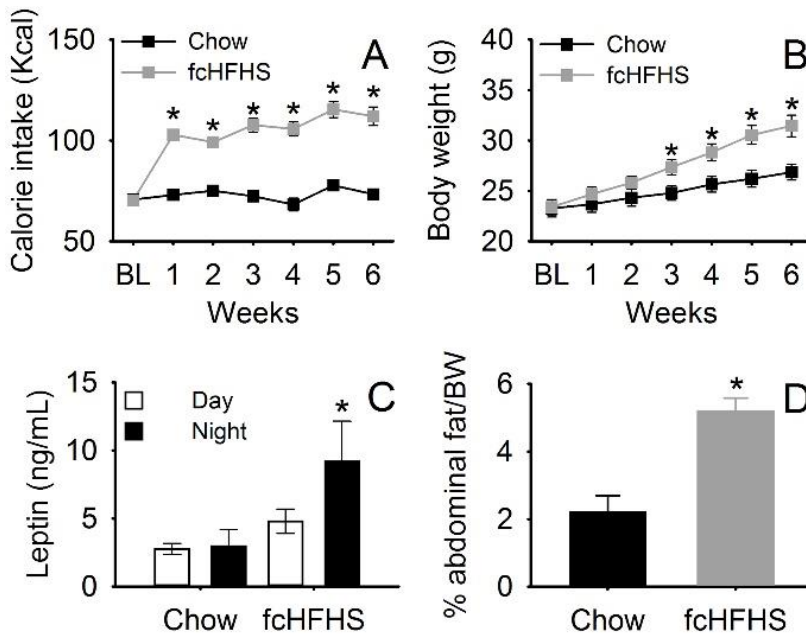 A
Calorie intake (Kcal)
150
100
50
Chow
fcHFHS
*
*
*
*
*
*
BL 1 2 3 4 5 6
Weeks
B
Body weight (g)
40
35
30
25
20
Chow
fcHFHS
*
*
*
*
BL 1 2 3 4 5 6
Weeks
C
Leptin (ng/mL)
15
10
5
0
Day
Night
*
Chow fcHFHS
D
% abdominal fat/BW
6
4
2
0
*
Chow fcHFHS